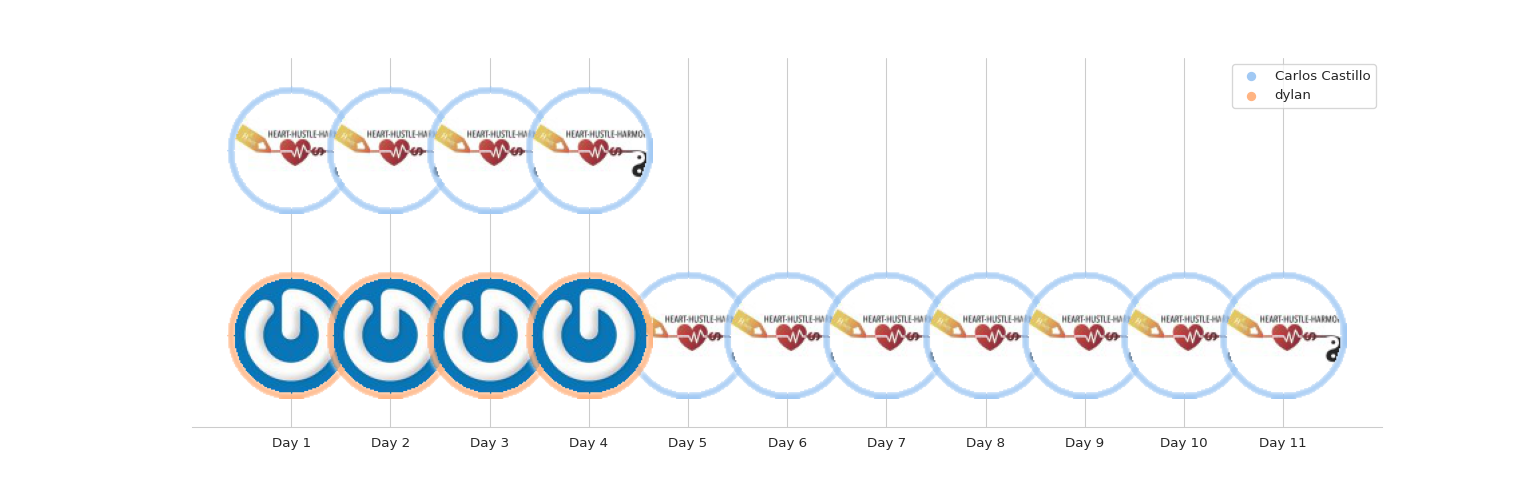 Carlos Castillo
dylan
HEART-HUSTLE-HA
HEART-HUSTLE-HA
HEART-HUSTLE-HA
HEART-HUSTLE-HARMO
HEART-HUSTLE-HA
HEART-HUSTLE-HA
HEART-HUSTLE-HA
HEART-HUSTLE-HA
HEART-HUSTLE-HA
HEART-HUSTLE-HA
HEART-HUSTLE-HARMO
Day 1
Day 2
Day 3
Day 4
Day 5
Day 6
Day 7
Day 8
Day 9
Day 10
Day 11